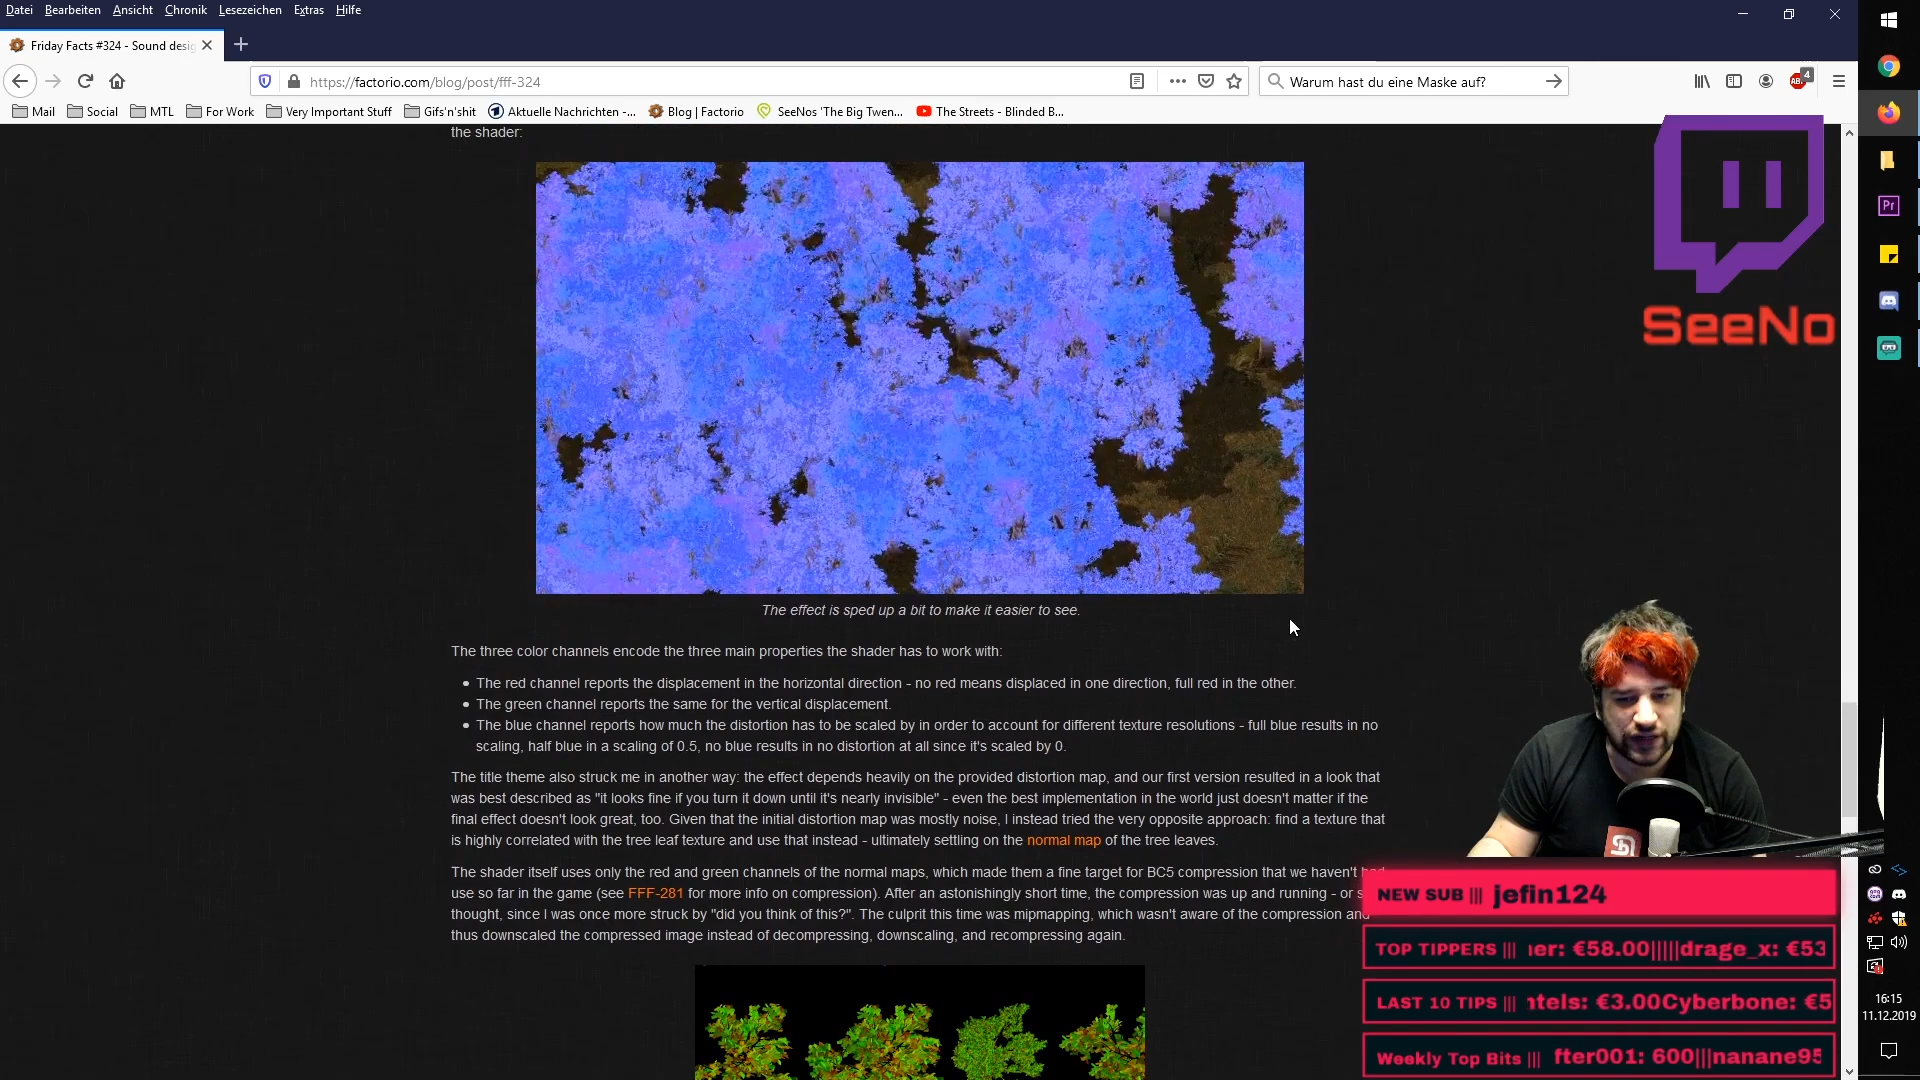 Datei Bearbeiten Ansicht Chronik Lesezeichen Extras Hilfe
Friday Facts #324 - Sound desig
https://factorio.com/blog/post/fff-324
Warum hast du eine Maske auf?
4
Mail Social MTL For Work Very Important Stuff Gifs'n'shit Aktuelle Nachrichten -... Blog | Factorio SeeNos 'The Big Twen... The Streets - Blinded B...
the shader:
SeeNo
Pr
The effect is sped up a bit to make it easier to see.
The three color channels encode the three main properties the shader has to work with:
The red channel reports the displacement in the horizontal direction - no red means displaced in one direction, full red in the other.
The green channel reports the same for the vertical displacement.
The blue channel reports how much the distortion has to be scaled by in order to account for different texture resolutions - full blue results in no
scaling, half blue in a scaling of 0.5, no blue results in no distortion at all since it's scaled by 0.
The title theme also struck me in another way: the effect depends heavily on the provided distortion map, and our first version resulted in a look that
was best described as "it looks fine if you turn it down until it's nearly invisible" - even the best implementation in the world just doesn't matter if the
final effect doesn't look great, too. Given that the initial distortion map was mostly noise, I instead tried the very opposite approach: find a texture that
is highly correlated with the tree leaf texture and use that instead - ultimately settling on the normal map of the tree leaves.
The shader itself uses only the red and green channels of the normal maps, which made them a fine target for BC5 compression that we haven't
use so far in the game (see FFF-281 for more info on compression). After an astonishingly short time, the compression was up and running - or
thought, since I was once more struck by "did you think of this?". The culprit this time was mipmapping, which wasn't aware of the compression and
thus downscaled the compressed image instead of decompressing, downscaling, and recompressing again.
NEW SUB ||| jefin124
TOP TIPPERS ||| er: €58.00|||||drage_x: €53
LAST 10 TIPS ||| ntels: €3.00Cyberbone: €5
Weekly Top Bits ||| fter001: 600|||nanane95
16:15
11.12.2019